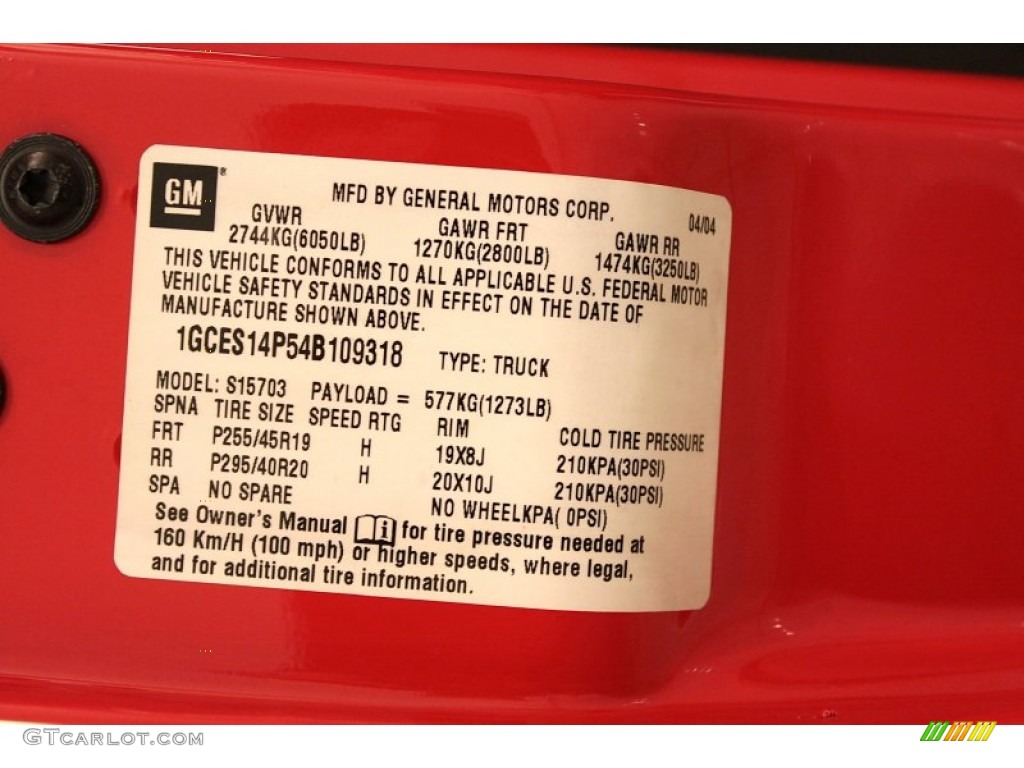 GM®
MFD BY GENERAL MOTORS CORP. 04/04
GVWR GAWR FRT GAWR RR
2744KG(6050LB) 1270KG(2800LB) 1474KG(3250LB)
THIS VEHICLE CONFORMS TO ALL APPLICABLE U.S. FEDERAL MOTOR
VEHICLE SAFETY STANDARDS IN EFFECT ON THE DATE OF
MANUFACTURE SHOWN ABOVE.
1GCES14P54B109318 TYPE: TRUCK
MODEL: S15703 PAYLOAD = 577KG(1273LB)
SPNA TIRE SIZE SPEED RTG RIM COLD TIRE PRESSURE
FRT P255/45R19 H 19X8J 210KPA(30PSI)
RR P295/40R20 H 20X10J 210KPA(30PSI)
SPA NO SPARE NO WHEELKPA( 0PSI)
See Owner's Manual i for tire pressure needed at
160 Km/H (100 mph) or higher speeds, where legal,
and for additional tire information.
GTCARLOT.COM